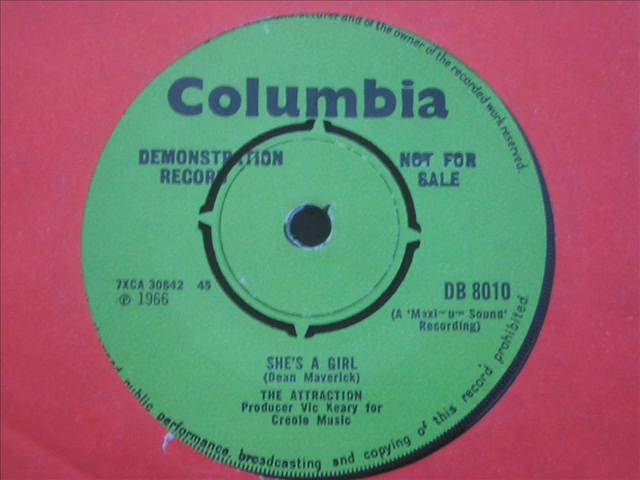 manufacturer and of the owner of the recorded work reserved.
Columbia
DEMONSTRATION
RECORD
NOT FOR
SALE
7XCA 30642 45
℗ 1966
DB 8010
(A 'Maximum Sound'
Recording)
SHE'S A GIRL
(Dean Maverick)
THE ATTRACTION
Producer Vic Keary for
Creole Music
public performance, broadcasting and copying of this record prohibited.